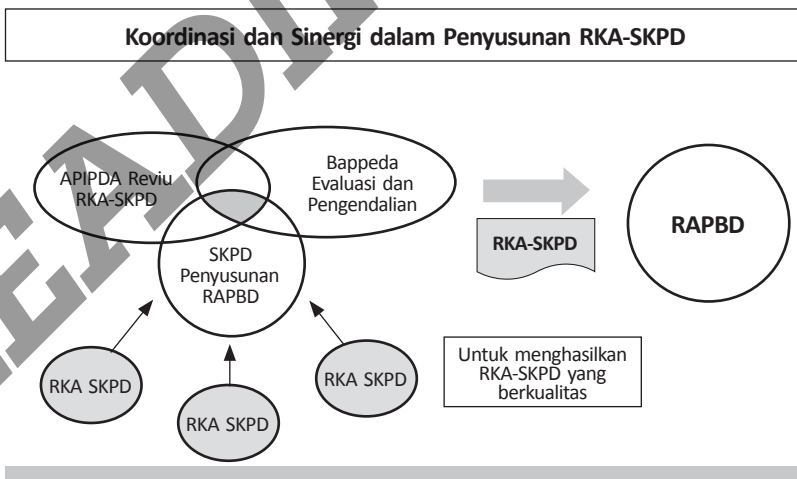 Koordinasi dan Sinergi dalam Penyusunan RKA-SKPD
APIPDA Reviu
RKA-SKPD
Bappeda
Evaluasi dan
Pengendalian
SKPD
Penyusunan
RAPBD
RKA-SKPD
RAPBD
RKA SKPD
RKA SKPD
RKA SKPD
Untuk menghasilkan
RKA-SKPD yang
berkualitas